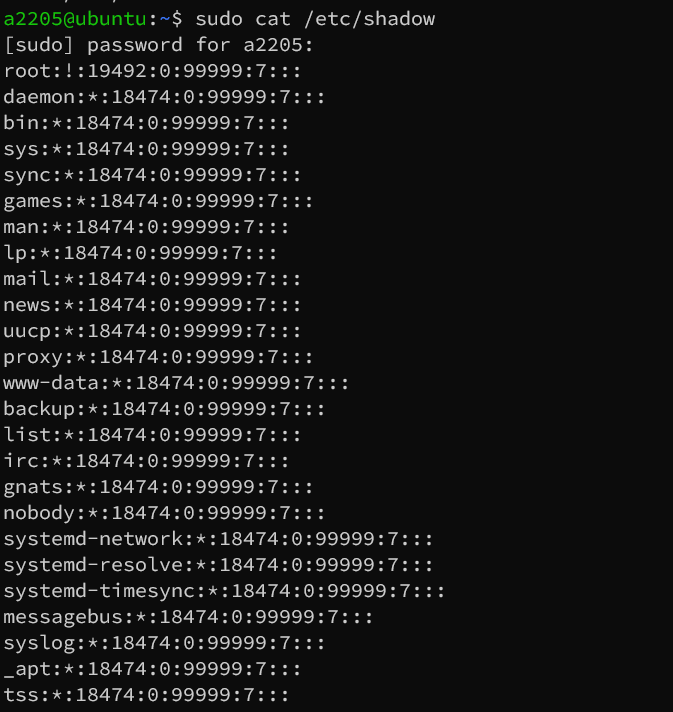 a2205@ubuntu:~$ sudo cat /etc/shadow
[sudo] password for a2205:
root:!:19492:0:99999:7:::
daemon:*:18474:0:99999:7:::
bin:*:18474:0:99999:7:::
sys:*:18474:0:99999:7:::
sync:*:18474:0:99999:7:::
games:*:18474:0:99999:7:::
man:*:18474:0:99999:7:::
lp:*:18474:0:99999:7:::
mail:*:18474:0:99999:7:::
news:*:18474:0:99999:7:::
uucp:*:18474:0:99999:7:::
proxy:*:18474:0:99999:7:::
www-data:*:18474:0:99999:7:::
backup:*:18474:0:99999:7:::
list:*:18474:0:99999:7:::
irc:*:18474:0:99999:7:::
gnats:*:18474:0:99999:7:::
nobody:*:18474:0:99999:7:::
systemd-network:*:18474:0:99999:7:::
systemd-resolve:*:18474:0:99999:7:::
systemd-timesync:*:18474:0:99999:7:::
messagebus:*:18474:0:99999:7:::
syslog:*:18474:0:99999:7:::
_apt:*:18474:0:99999:7:::
tss:*:18474:0:99999:7:::